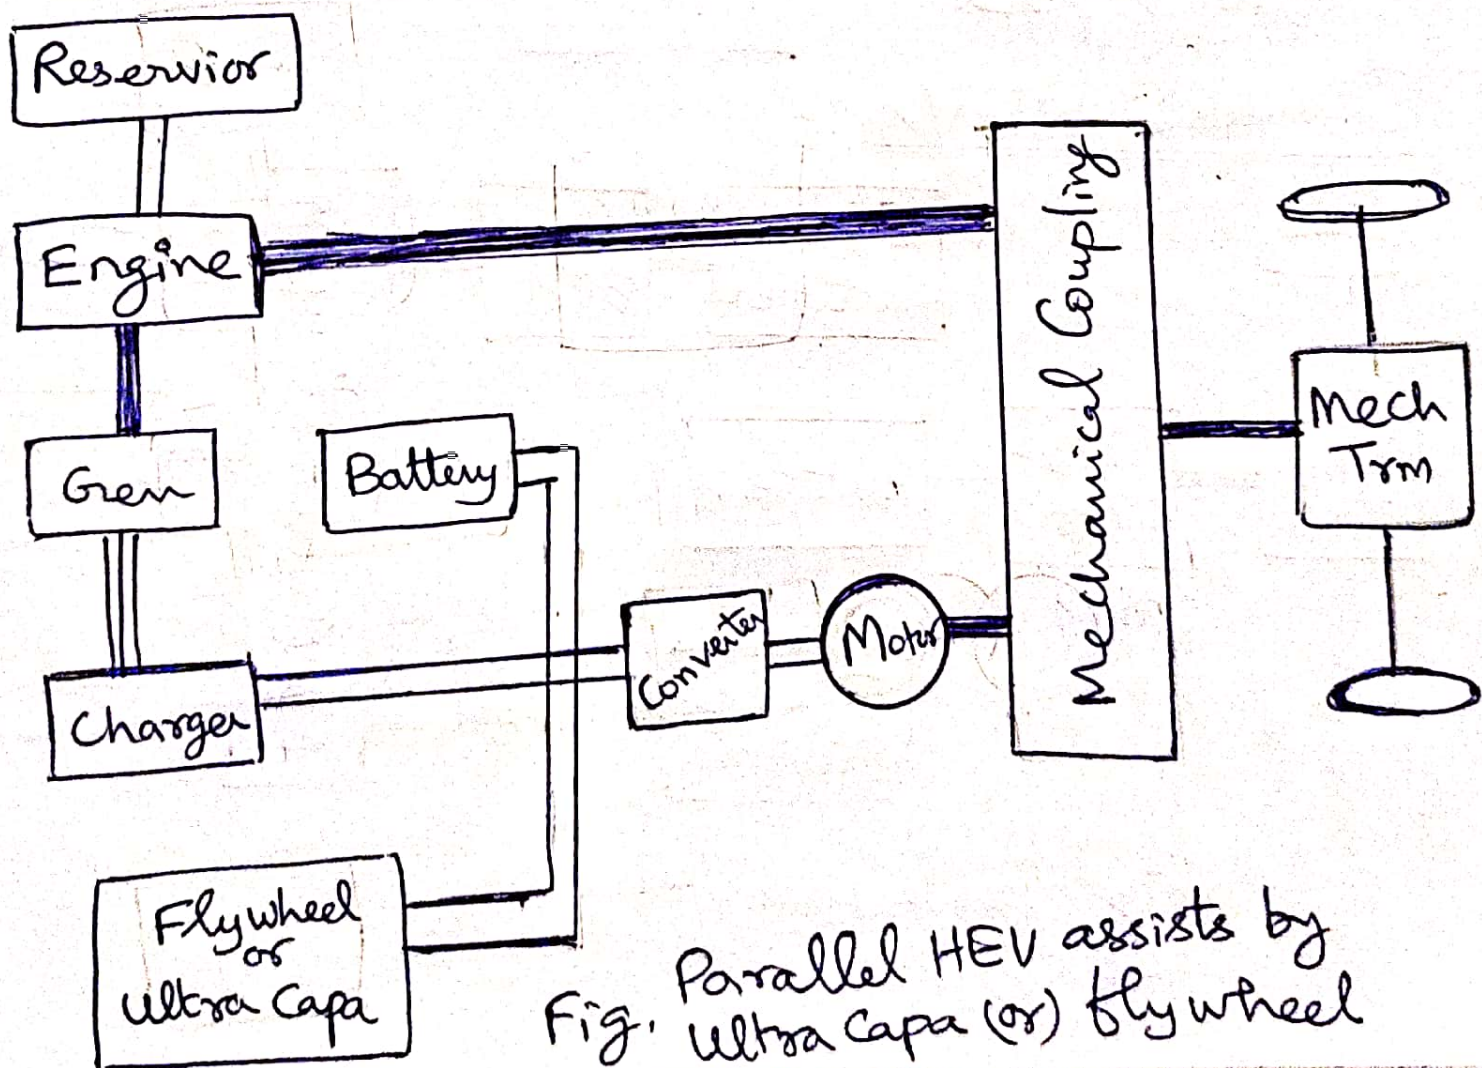 Reservior
Engine
Gen
Battery
Charger
Converter
Motor
Mechanical Coupling
Mech
Trm
Flywheel
or
Ultra Capa
Fig. Parallel HEV assists by
Ultra Capa (or) flywheel